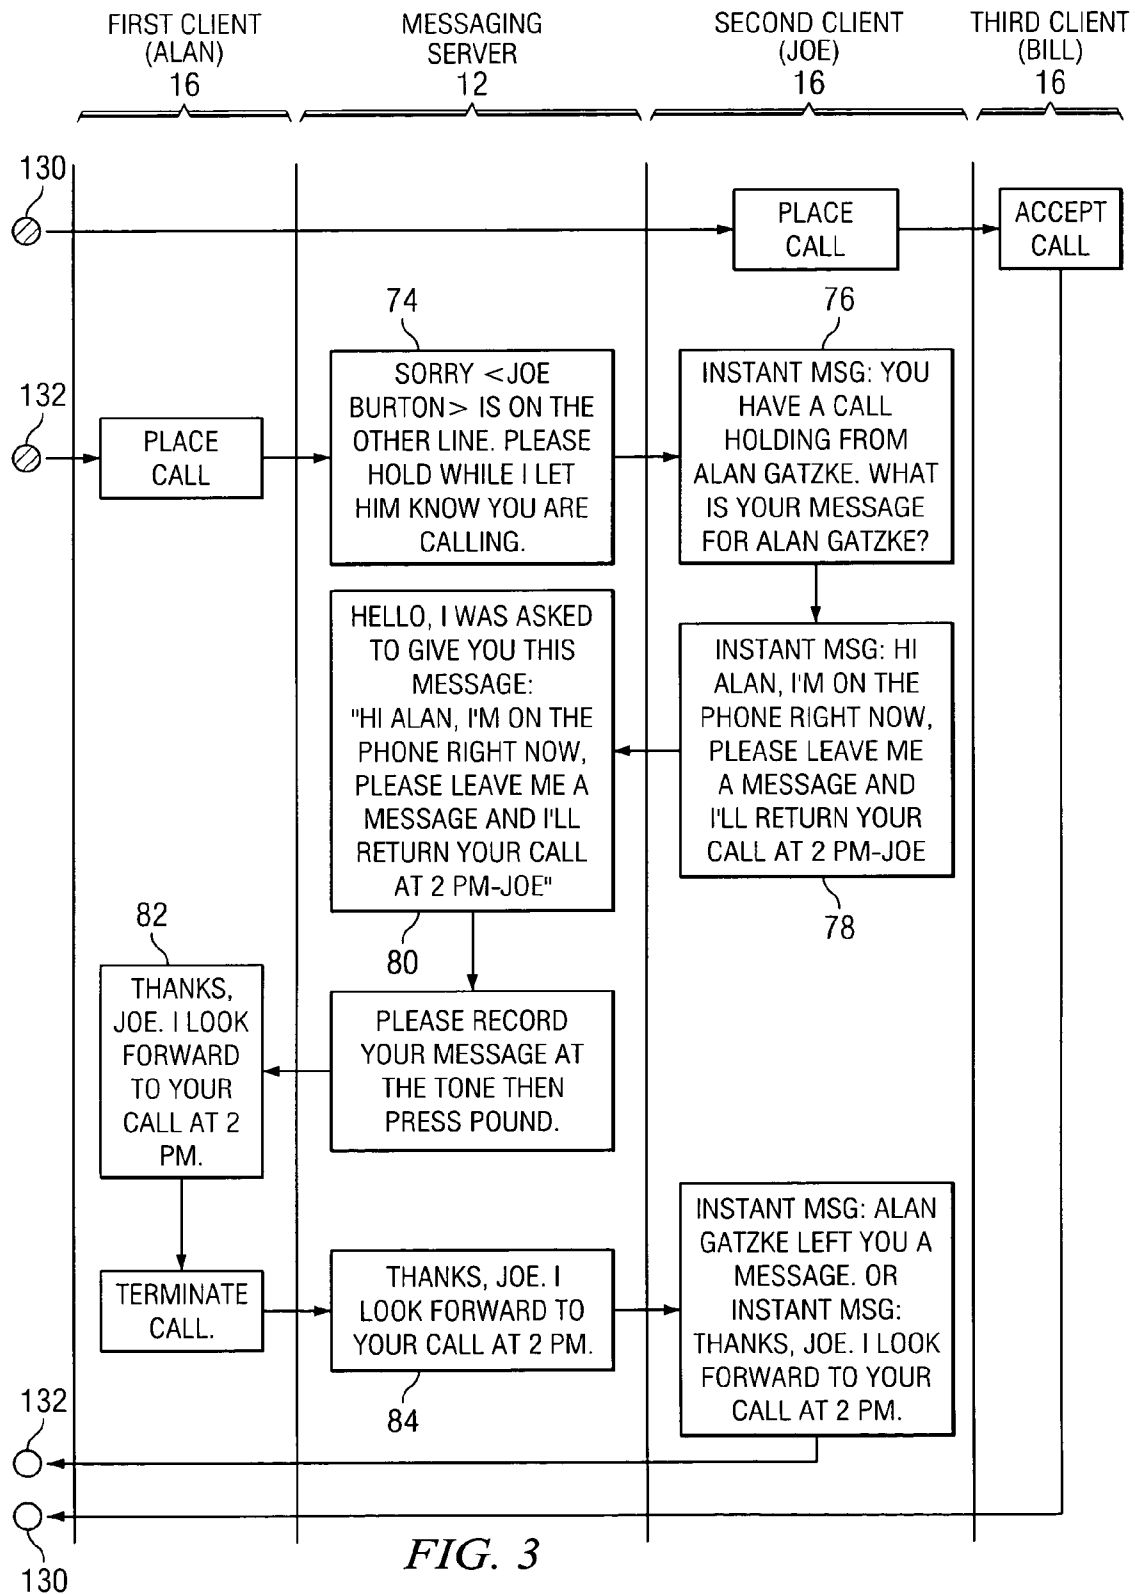 FIRST CLIENT
(ALAN)
16
MESSAGING
SERVER
12
SECOND CLIENT
(JOE)
16
THIRD CLIENT
(BILL)
16
130
PLACE
CALL
ACCEPT
CALL
132
PLACE
CALL
74
SORRY <JOE
BURTON> IS ON THE
OTHER LINE. PLEASE
HOLD WHILE I LET
HIM KNOW YOU ARE
CALLING.
76
INSTANT MSG: YOU
HAVE A CALL
HOLDING FROM
ALAN GATZKE. WHAT
IS YOUR MESSAGE
FOR ALAN GATZKE?
HELLO, I WAS ASKED
TO GIVE YOU THIS
MESSAGE:
"HI ALAN, I'M ON THE
PHONE RIGHT NOW,
PLEASE LEAVE ME A
MESSAGE AND I'LL
RETURN YOUR CALL
AT 2 PM-JOE"
80
INSTANT MSG: HI
ALAN, I'M ON THE
PHONE RIGHT NOW,
PLEASE LEAVE ME
A MESSAGE AND
I'LL RETURN YOUR
CALL AT 2 PM-JOE
78
82
THANKS,
JOE. I LOOK
FORWARD
TO YOUR
CALL AT 2
PM.
PLEASE RECORD
YOUR MESSAGE AT
THE TONE THEN
PRESS POUND.
TERMINATE
CALL.
THANKS, JOE. I
LOOK FORWARD TO
YOUR CALL AT 2 PM.
84
INSTANT MSG: ALAN
GATZKE LEFT YOU A
MESSAGE. OR
INSTANT MSG:
THANKS, JOE. I LOOK
FORWARD TO YOUR
CALL AT 2 PM.
132
130
FIG. 3